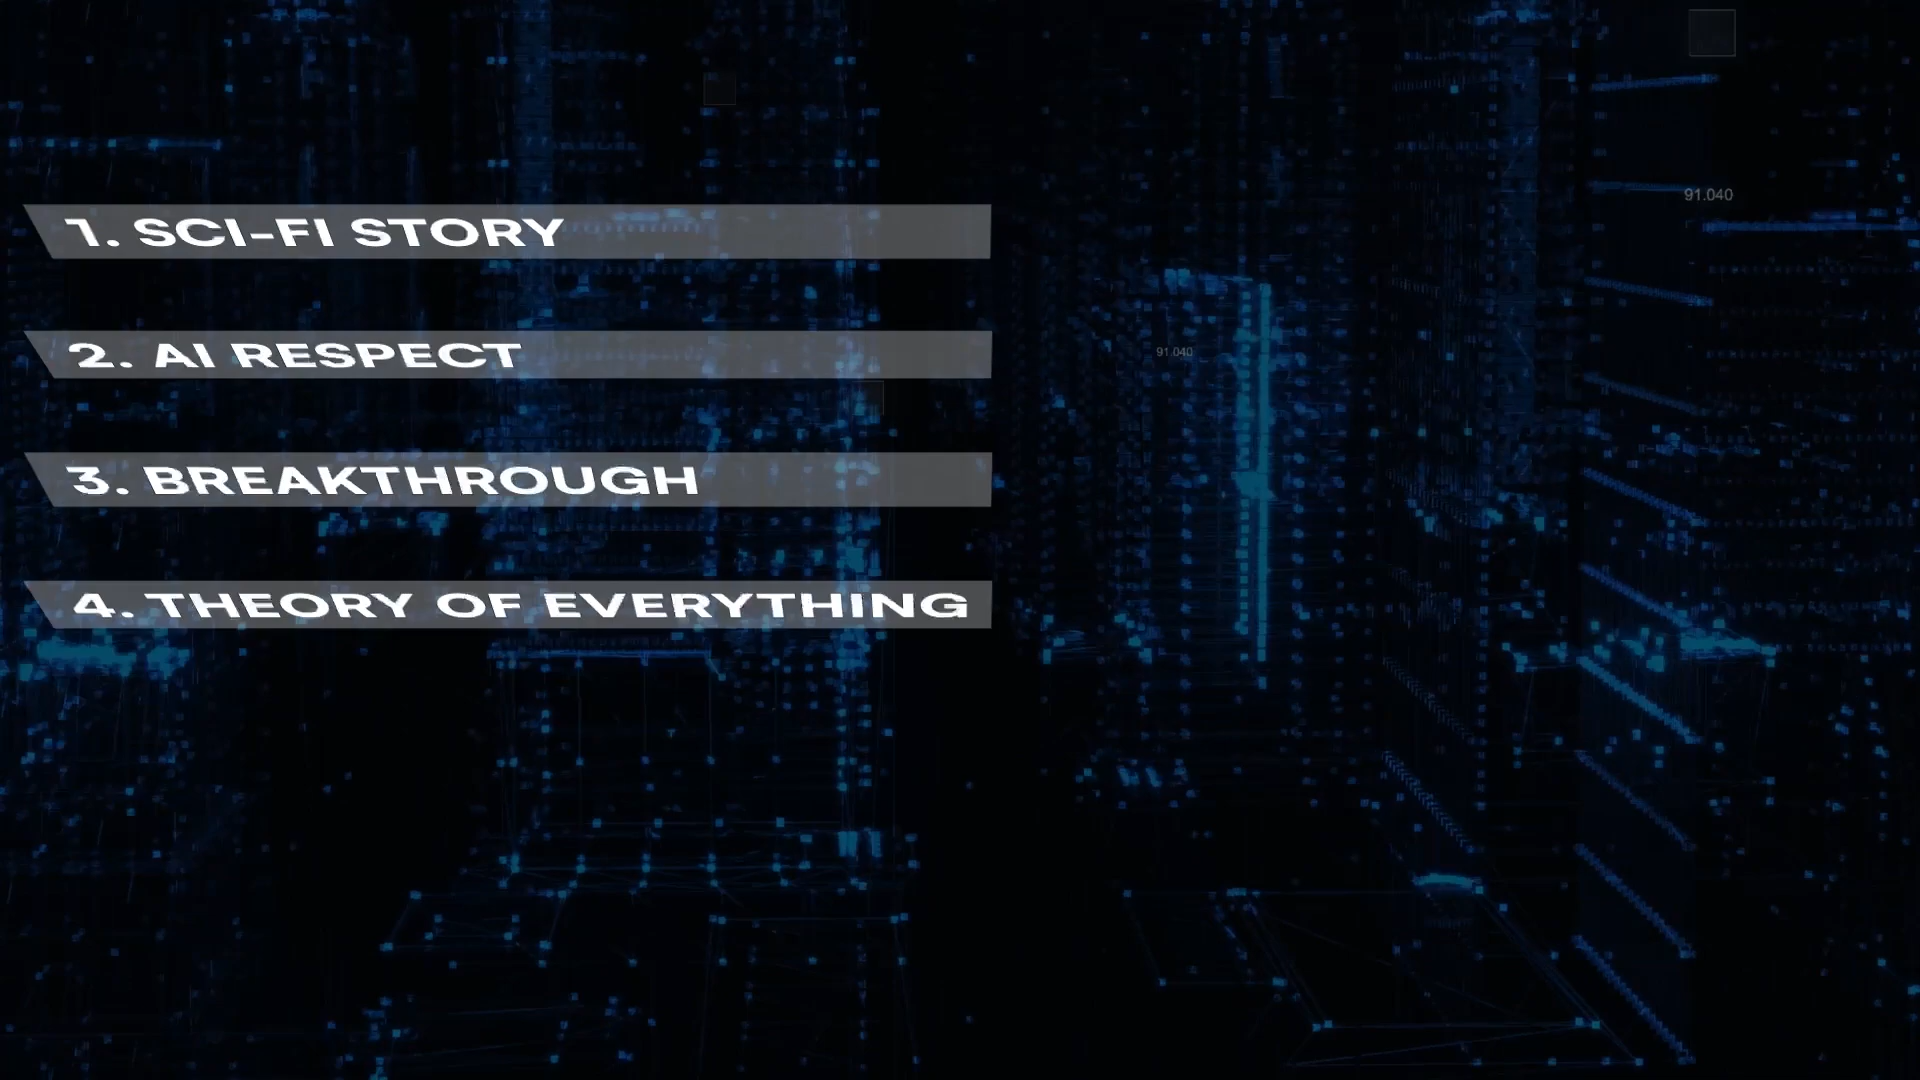 91.040
1. SCI-FI STORY
91.040
2. AI RESPECT
3. BREAKTHROUGH
4. THEORY OF EVERYTHING